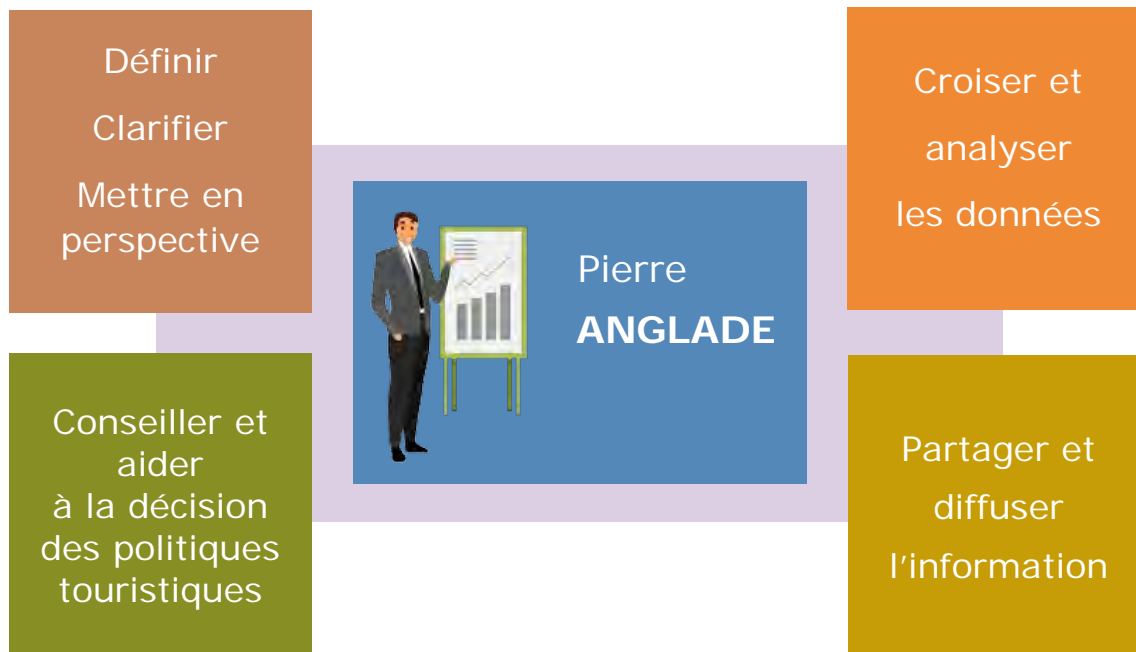 Définir
Clarifier
Mettre en
perspective
Croiser et
analyser
les données
Pierre
ANGLADE
Conseiller et
aider
à la décision
des politiques
touristiques
Partager et
diffuser
l'information